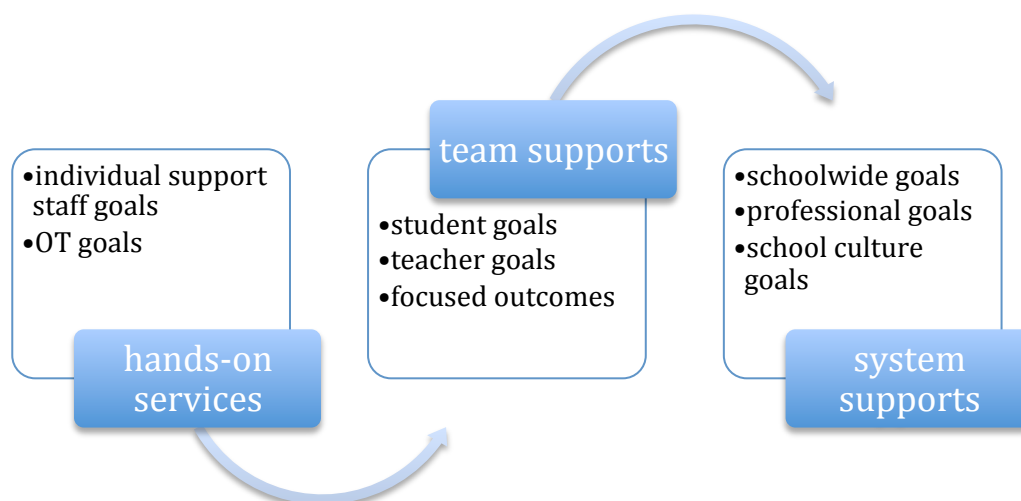 •individual support
staff goals
•OT goals
hands-on
services
team supports
•student goals
•teacher goals
•focused outcomes
•schoolwide goals
•professional goals
•school culture
goals
system
supports